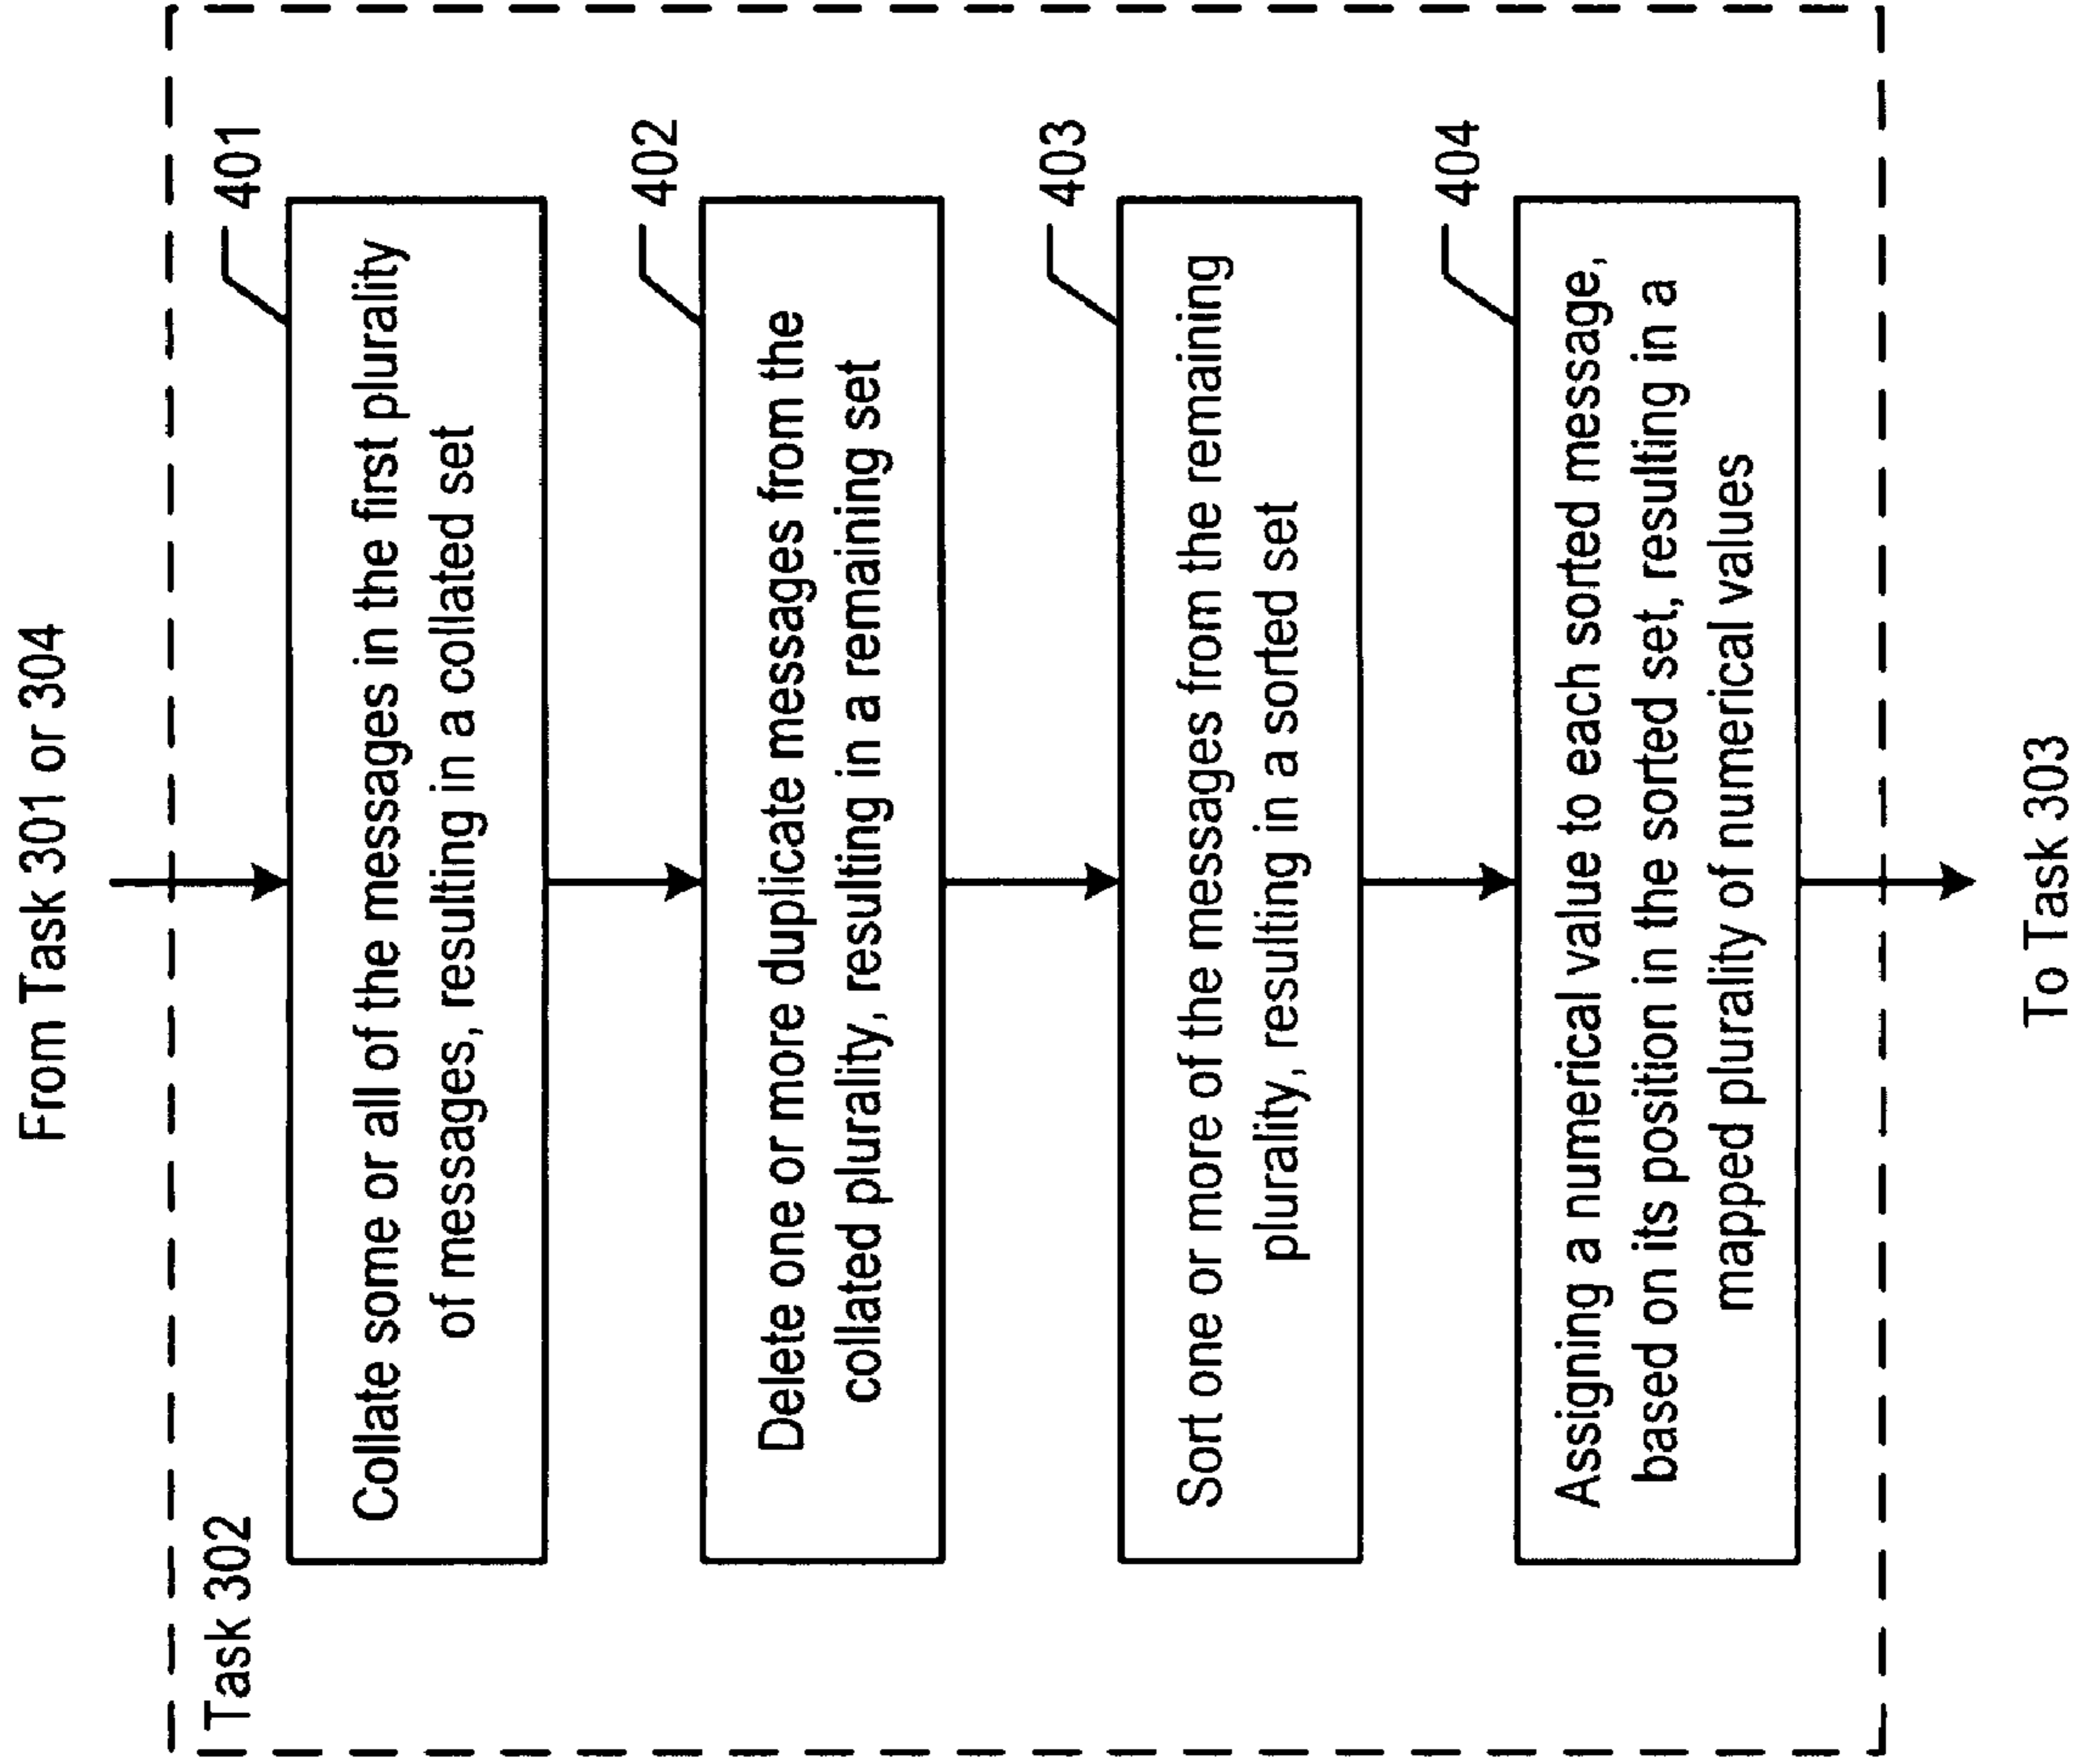 From Task 301 or 304
Task 302
401
Collate some or all of the messages in the first plurality
of messages, resulting in a collated set
402
Delete one or more duplicate messages from the
collated plurality, resulting in a remaining set
403
Sort one or more of the messages from the remaining
plurality, resulting in a sorted set
404
Assigning a numerical value to each sorted message,
based on its position in the sorted set, resulting in a
mapped plurality of numerical values
To Task 303